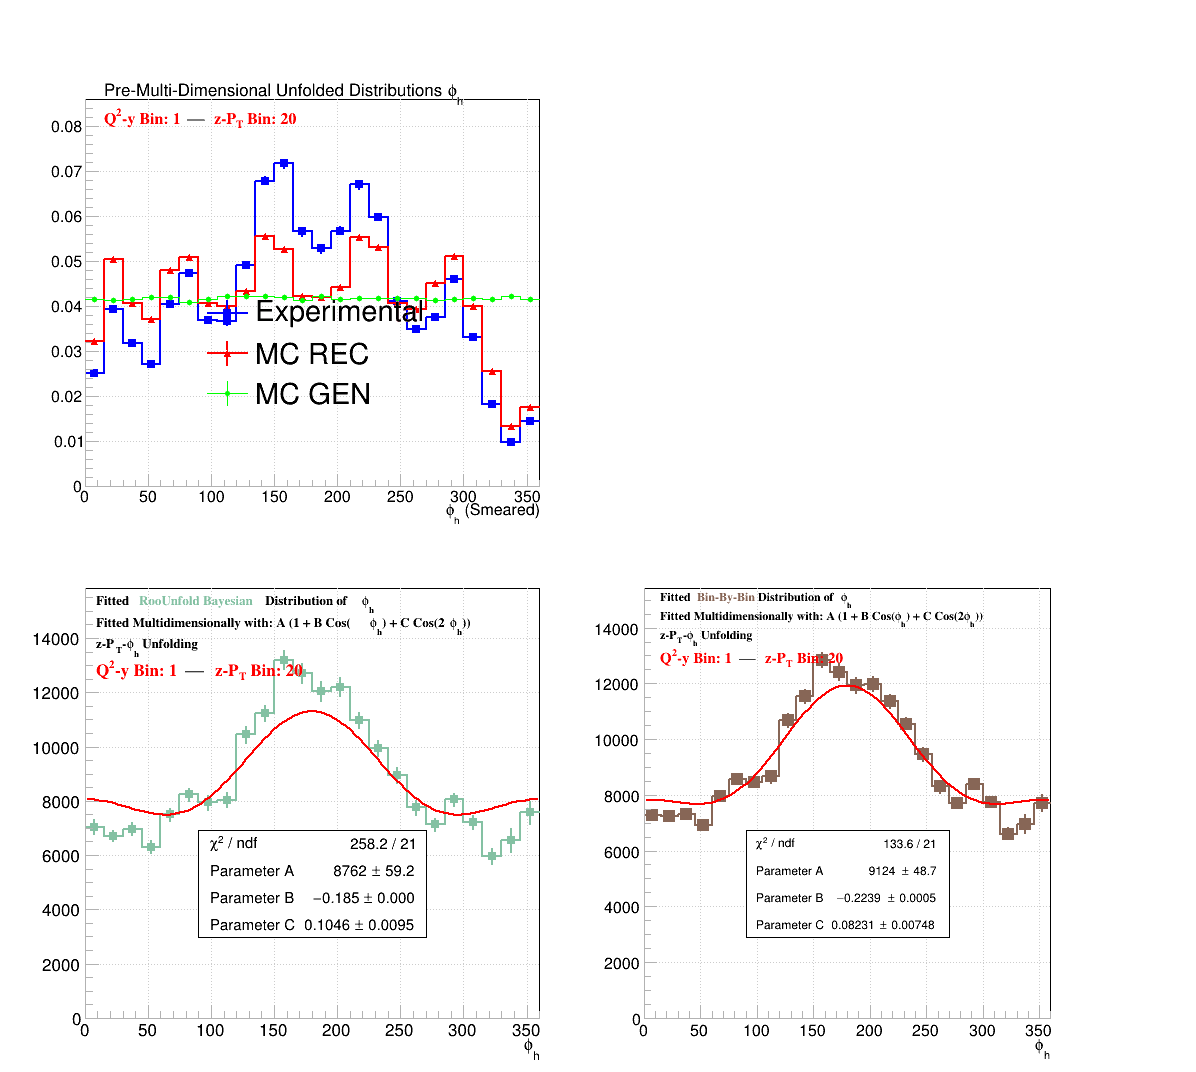 Pre-Multi-Dimensional Unfolded Distributions ϕh
Q²-y Bin: 1 — z-PT Bin: 20
0.08
0.07
0.06
0.05
0.04
0.03
0.02
0.01
0
Experimental
MC REC
MC GEN
0 50 100 150 200 250 300 350
ϕh (Smeared)
Fitted RooUnfold Bayesian Distribution of ϕh
Fitted Multidimensionally with: A (1 + B Cos( ϕh) + C Cos(2 ϕh))
z-PT-ϕh Unfolding
Q²-y Bin: 1 — z-PT Bin: 20
14000
12000
10000
8000
6000
4000
2000
0
χ² / ndf 258.2 / 21
Parameter A 8762 ± 59.2
Parameter B −0.185 ± 0.000
Parameter C 0.1046 ± 0.0095
0 50 100 150 200 250 300 350
ϕh
Fitted Bin-By-Bin Distribution of ϕh
Fitted Multidimensionally with: A (1 + B Cos(ϕh) + C Cos(2ϕh))
z-PT-ϕh Unfolding
Q²-y Bin: 1 — z-PT Bin: 20
14000
12000
10000
8000
6000
4000
2000
0
χ² / ndf 133.6 / 21
Parameter A 9124 ± 48.7
Parameter B −0.2239 ± 0.0005
Parameter C 0.08231 ± 0.00748
0 50 100 150 200 250 300 350
ϕh